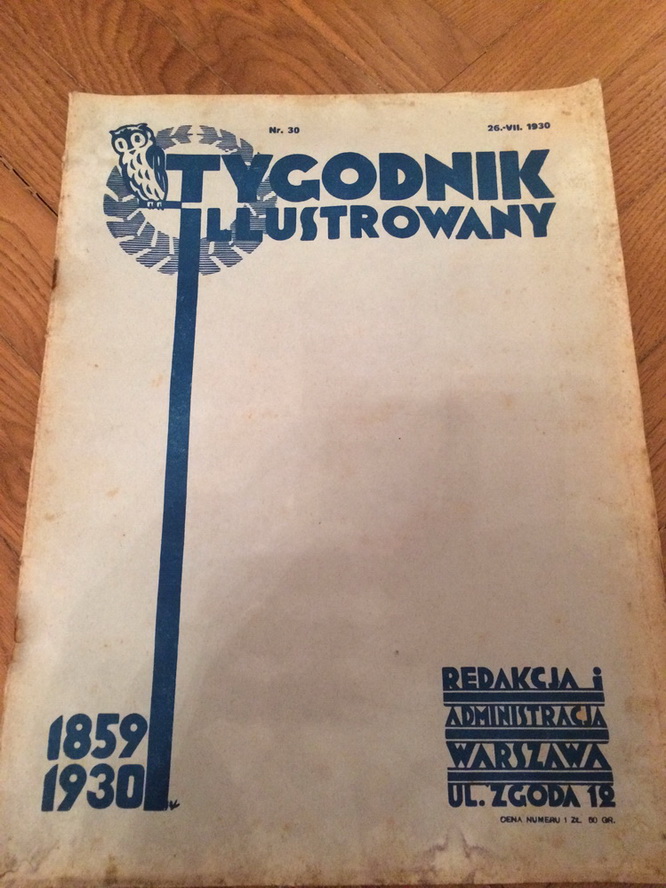 Nr. 30
26.-VII. 1930
TYGODNIK
ILLUSTROWANY
1859
1930
REDAKCJA i
ADMINISTRACJA
WARSZAWA
UL. ZGODA 12
CENA NUMERU 1 ZŁ. 50 GR.